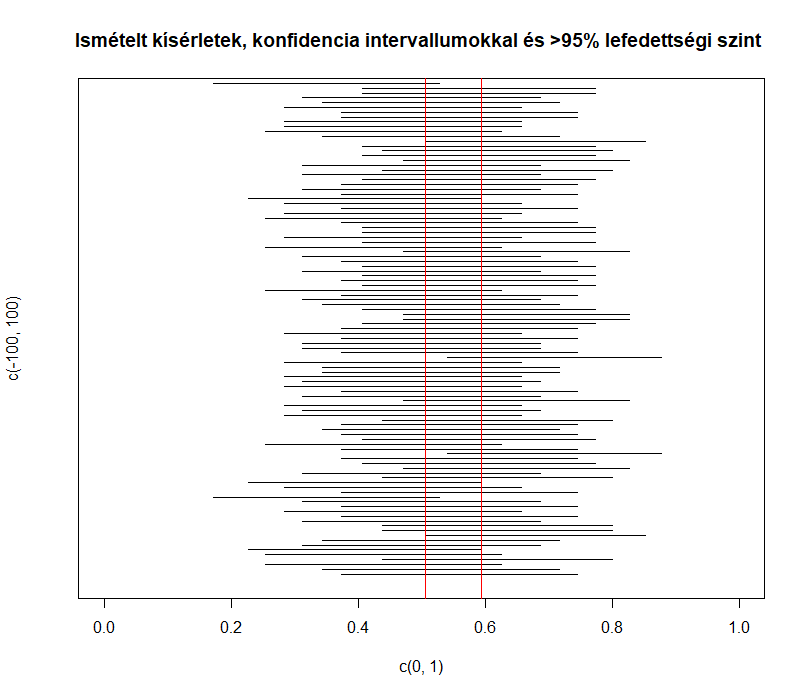 Ismételt kísérletek, konfidencia intervallumokkal és >95% lefedettségi szint
c(-100, 100)
0.0 0.2 0.4 0.6 0.8 1.0
c(0, 1)